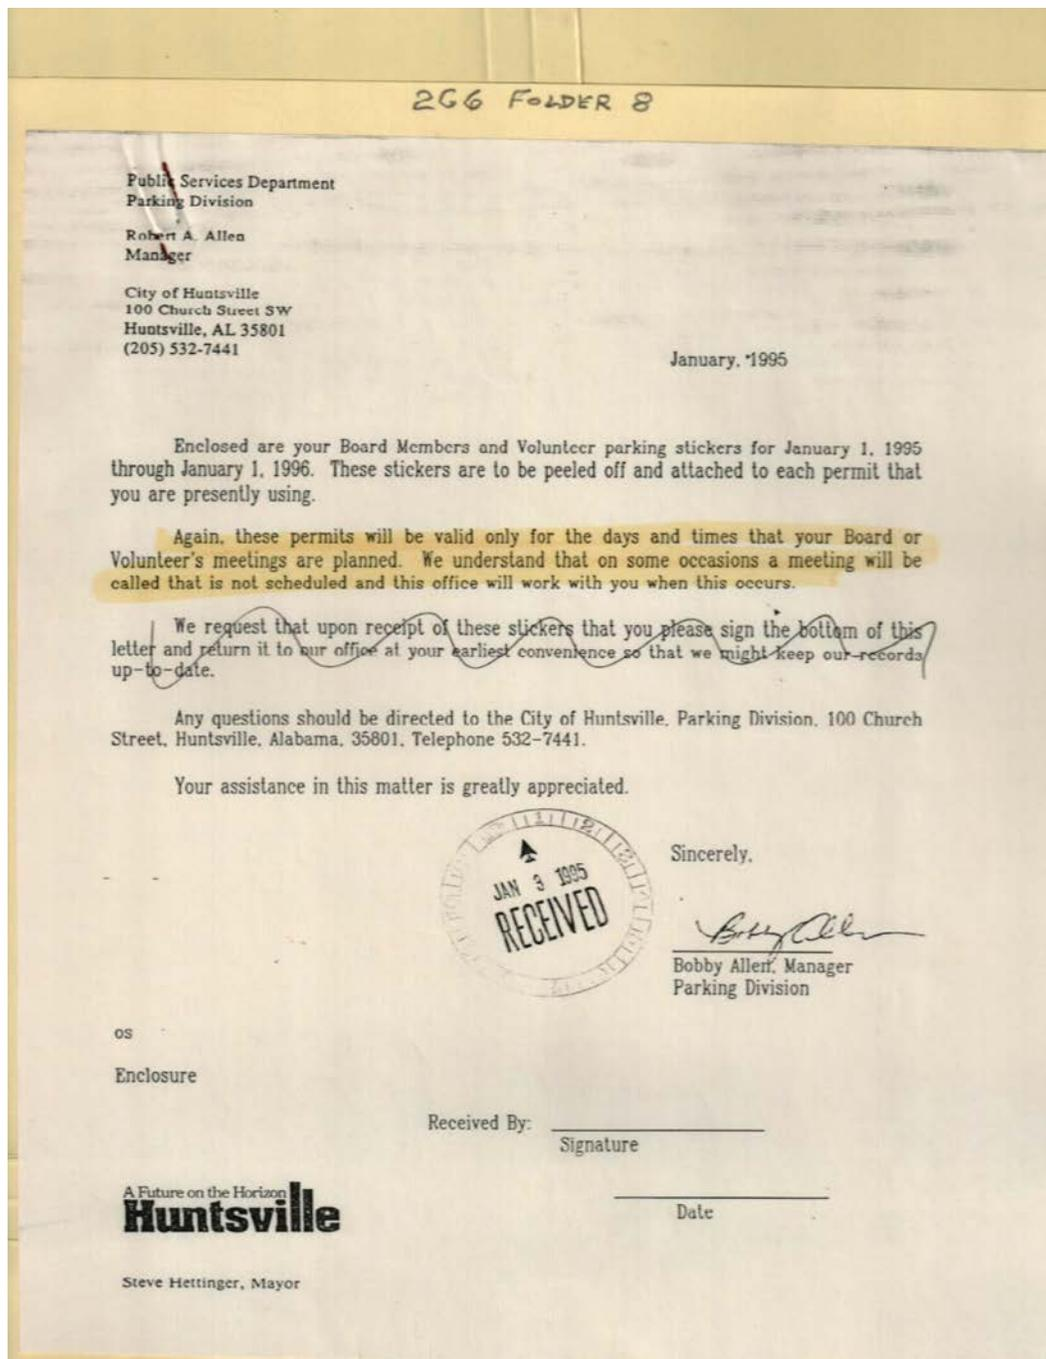 2G6 FOLDER 8
Public Services Department
Parking Division
Robert A. Allen
Manager
City of Huntsville
100 Church Street SW
Huntsville, AL 35801
(205) 532-7441
January, 1995
Enclosed are your Board Members and Volunteer parking stickers for January 1, 1995
through January 1, 1996. These stickers are to be peeled off and attached to each permit that
you are presently using.
Again, these permits will be valid only for the days and times that your Board or
Volunteer's meetings are planned. We understand that on some occasions a meeting will be
called that is not scheduled and this office will work with you when this occurs.
We request that upon receipt of these stickers that you please sign the bottom of this
letter and return it to our office at your earliest convenience so that we might keep our records
up-to-date.
Any questions should be directed to the City of Huntsville, Parking Division, 100 Church
Street, Huntsville, Alabama, 35801, Telephone 532-7441.
Your assistance in this matter is greatly appreciated.
JAN 3 1995
RECEIVED
Sincerely,
Bobby Allen
Bobby Allen, Manager
Parking Division
os
Enclosure
Received By:
Signature
Date
A Future on the Horizon
Huntsville
Steve Hettinger, Mayor